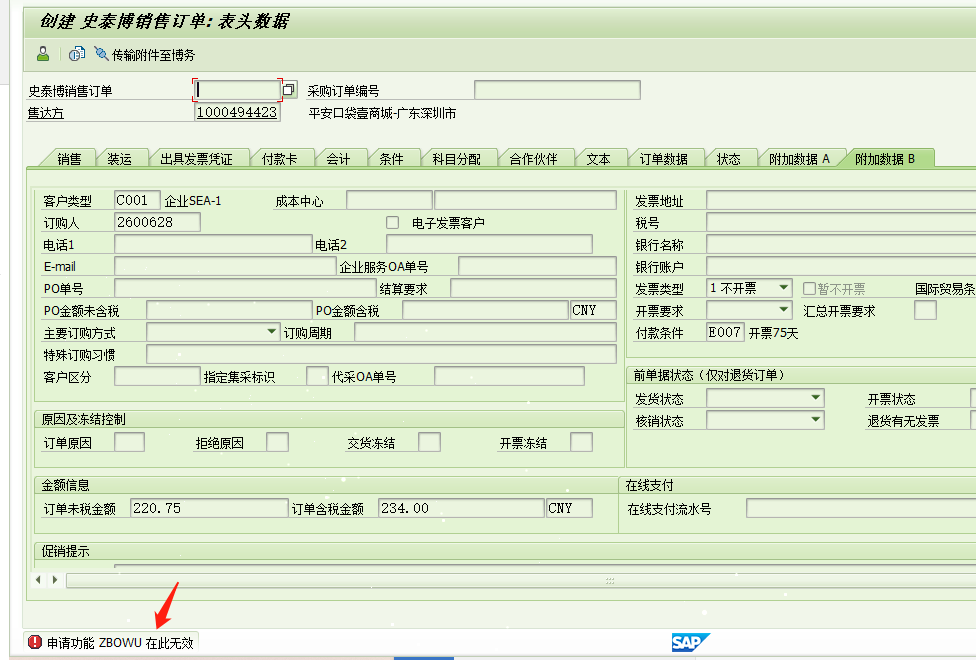 创建 史泰博销售订单: 表头数据
传输附件至博务
史泰博销售订单 采购订单编号
售达方 1000494423 平安口袋壹商城-广东深圳市
销售 装运 出具发票凭证 付款卡 会计 条件 科目分配 合作伙伴 文本 订单数据 状态 附加数据 A 附加数据 B
客户类型 C001 企业SEA-1 成本中心 发票地址
订购人 2600628 电子发票客户 税号
电话1 电话2 银行名称
E-mail 企业服务OA单号 银行账户
PO单号 结算要求 发票类型 1 不开票 暂不开票 国际贸易条
PO金额未含税 PO金额含税 CNY 开票要求 汇总开票要求
主要订购方式 订购周期 付款条件 E007 开票75天
特殊订购习惯
客户区分 指定集采标识 代采OA单号 前单据状态（仅对退货订单）
发货状态 开票状态
原因及冻结控制 核销状态 退货有无发票
订单原因 拒绝原因 交货冻结 开票冻结
金额信息 在线支付
订单未税金额 220.75 订单含税金额 234.00 CNY 在线支付流水号
促销提示
申请功能 ZBOWU 在此无效 SAP